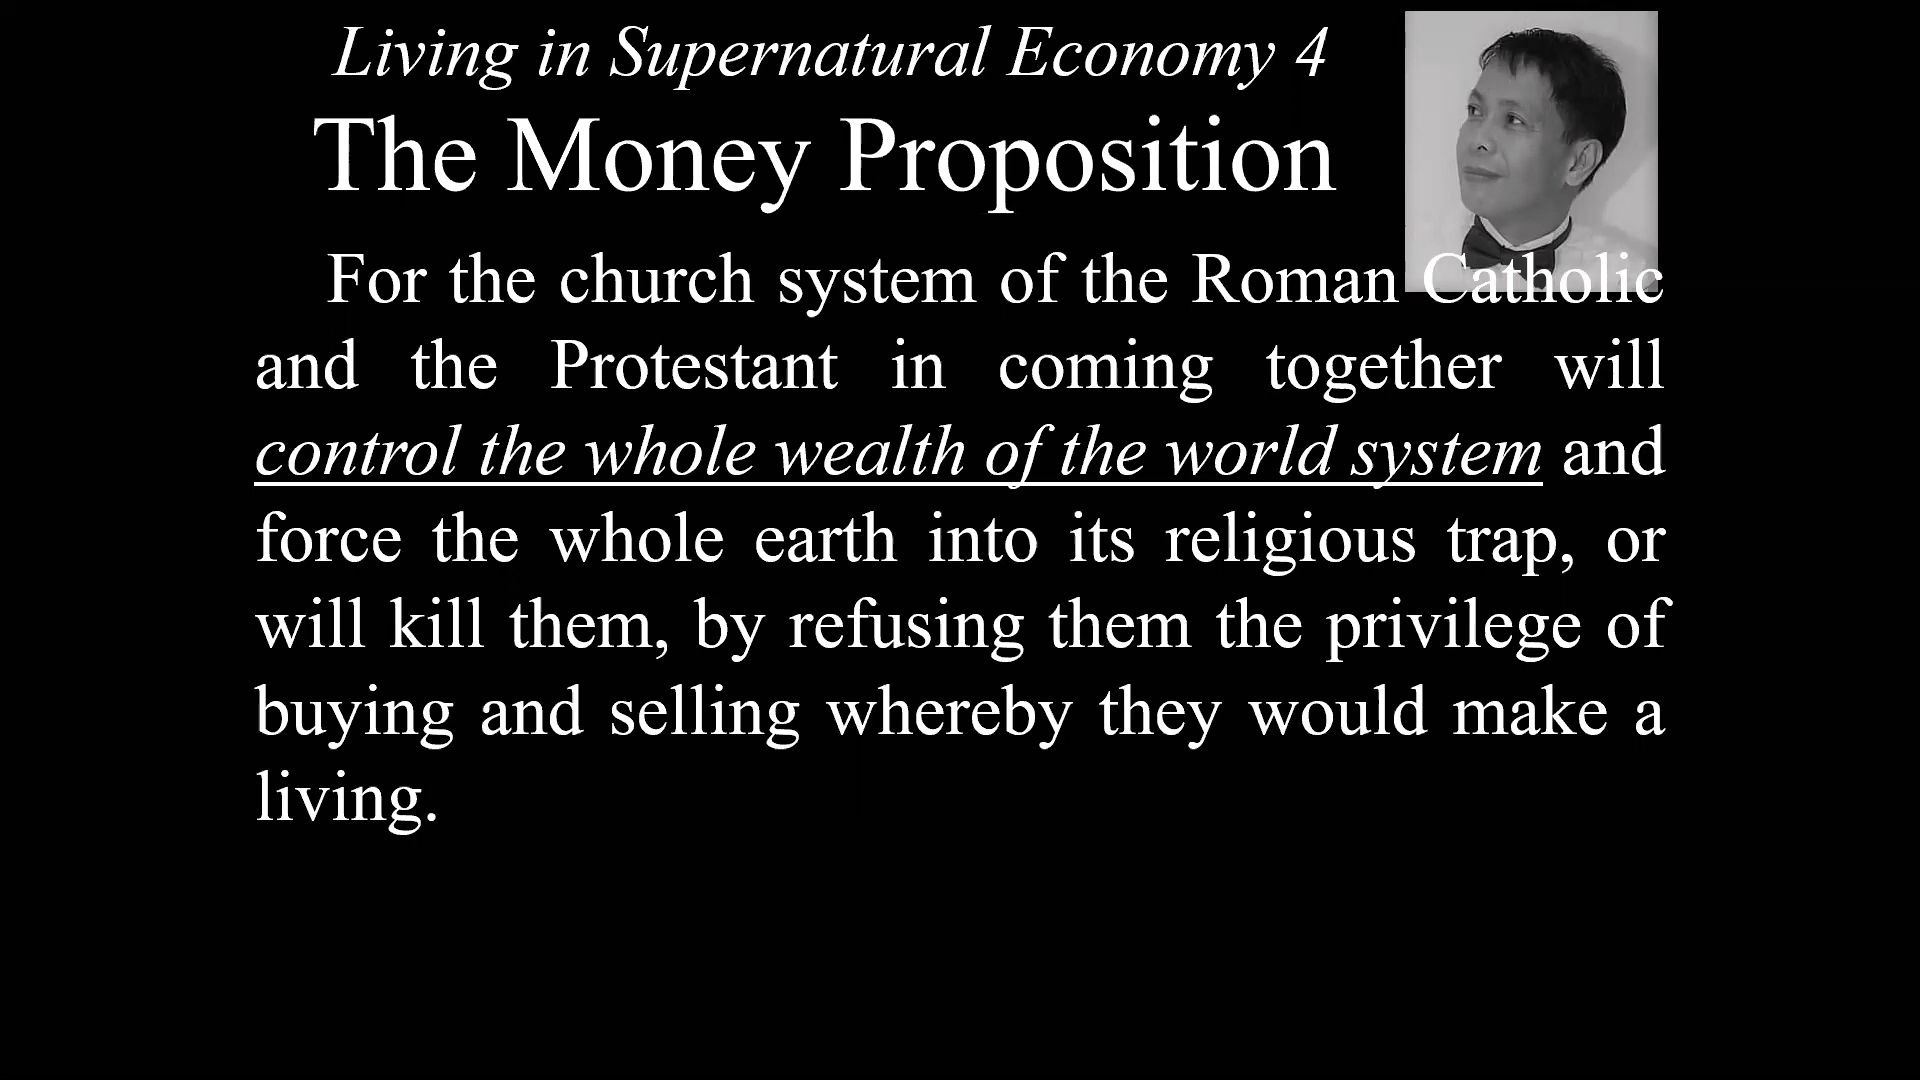 Living in Supernatural Economy 4
The Money Proposition
For the church system of the Roman Catholic
and the Protestant in coming together will
control the whole wealth of the world system and
force the whole earth into its religious trap, or
will kill them, by refusing them the privilege of
buying and selling whereby they would make a
living.